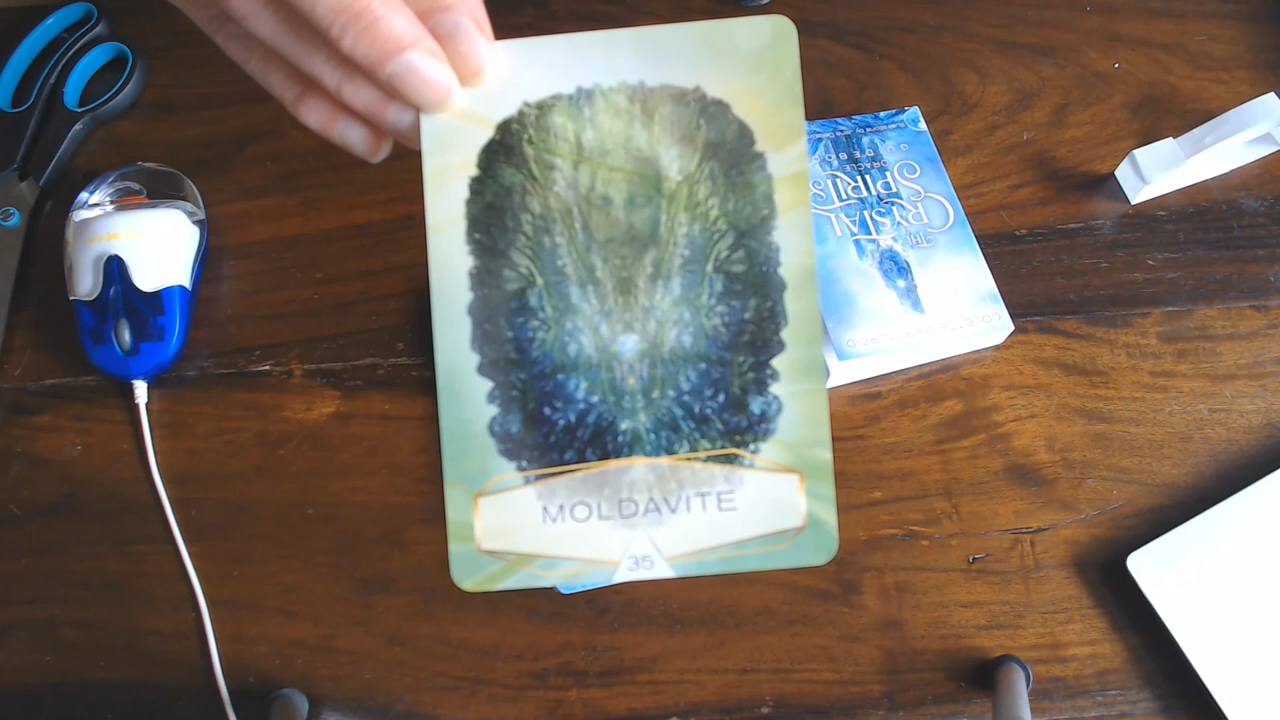 MOLDAVITE
35
THE
CRYSTAL
SPIRITS
ORACLE
GUIDEBOOK
COLETTE BARON-REID